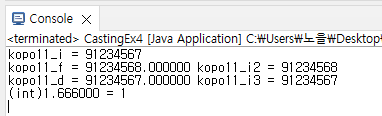 Console
<terminated> CastingEx4 [Java Application] C:\Users\노을\Desktop\
kopo11_i = 91234567
kopo11_f = 91234568.000000 kopo11_i2 = 91234568
kopo11_d = 91234567.000000 kopo11_i3 = 91234567
(int)1.666000 = 1